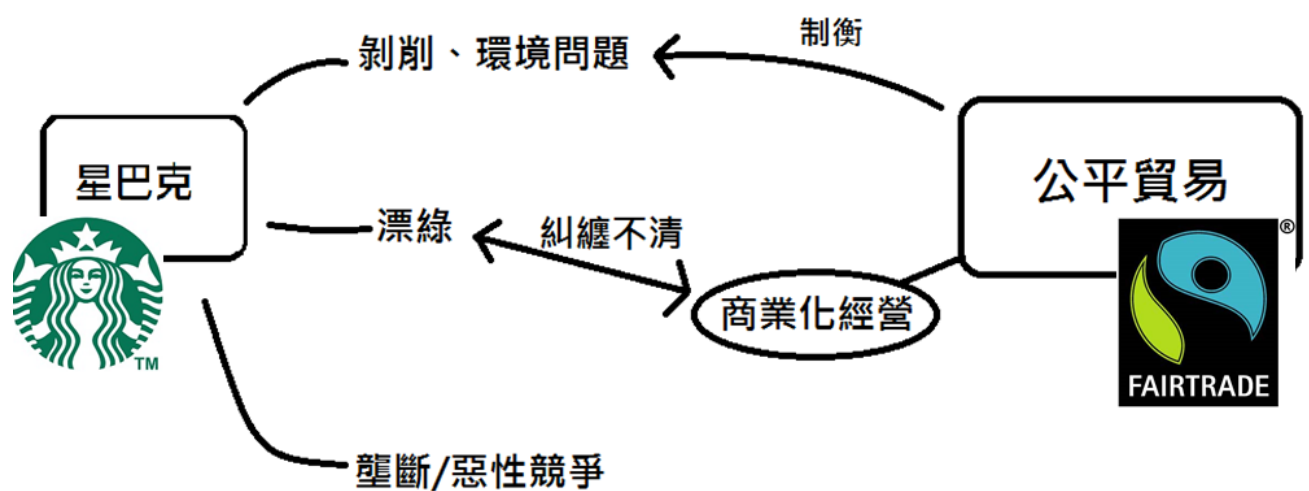 制衡
剝削、環境問題
星巴克
公平貿易
漂綠
糾纏不清
®
商業化經營
TM
FAIRTRADE
壟斷/惡性競爭